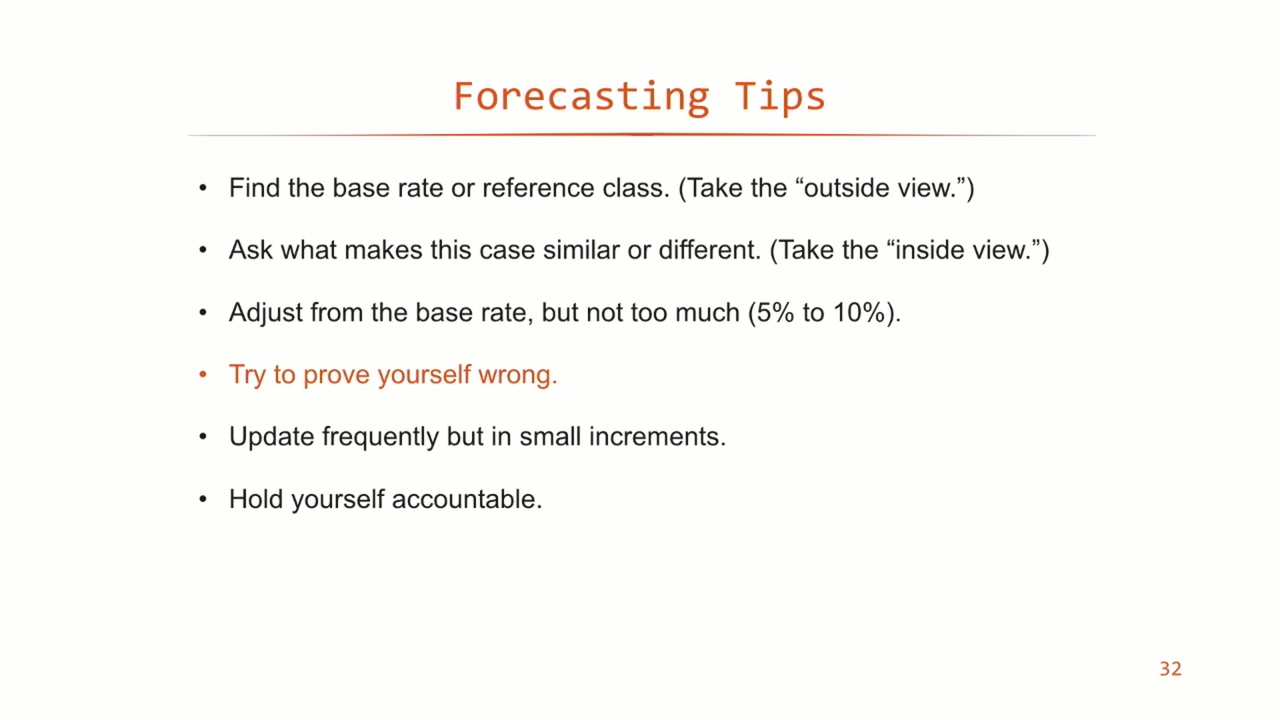 Forecasting Tips
• Find the base rate or reference class. (Take the “outside view.”)
• Ask what makes this case similar or different. (Take the “inside view.”)
• Adjust from the base rate, but not too much (5% to 10%).
• Try to prove yourself wrong.
• Update frequently but in small increments.
• Hold yourself accountable.
32